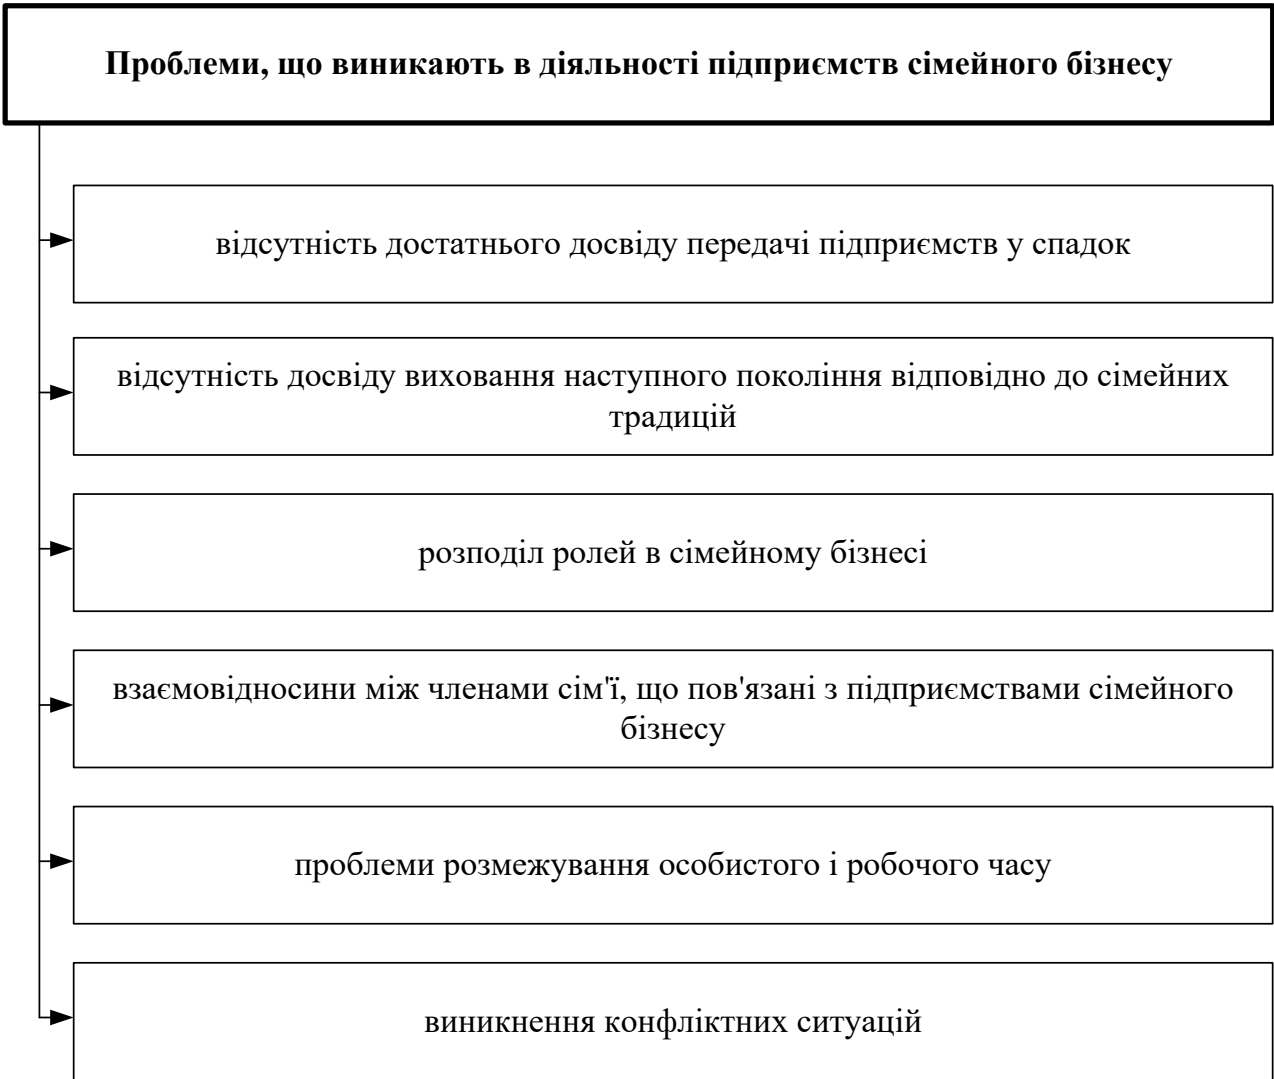 Проблеми, що виникають в діяльності підприємств сімейного бізнесу
відсутність достатнього досвіду передачі підприємств у спадок
відсутність досвіду виховання наступного покоління відповідно до сімейних
традицій
розподіл ролей в сімейному бізнесі
взаємовідносини між членами сім'ї, що пов'язані з підприємствами сімейного
бізнесу
проблеми розмежування особистого і робочого часу
виникнення конфліктних ситуацій